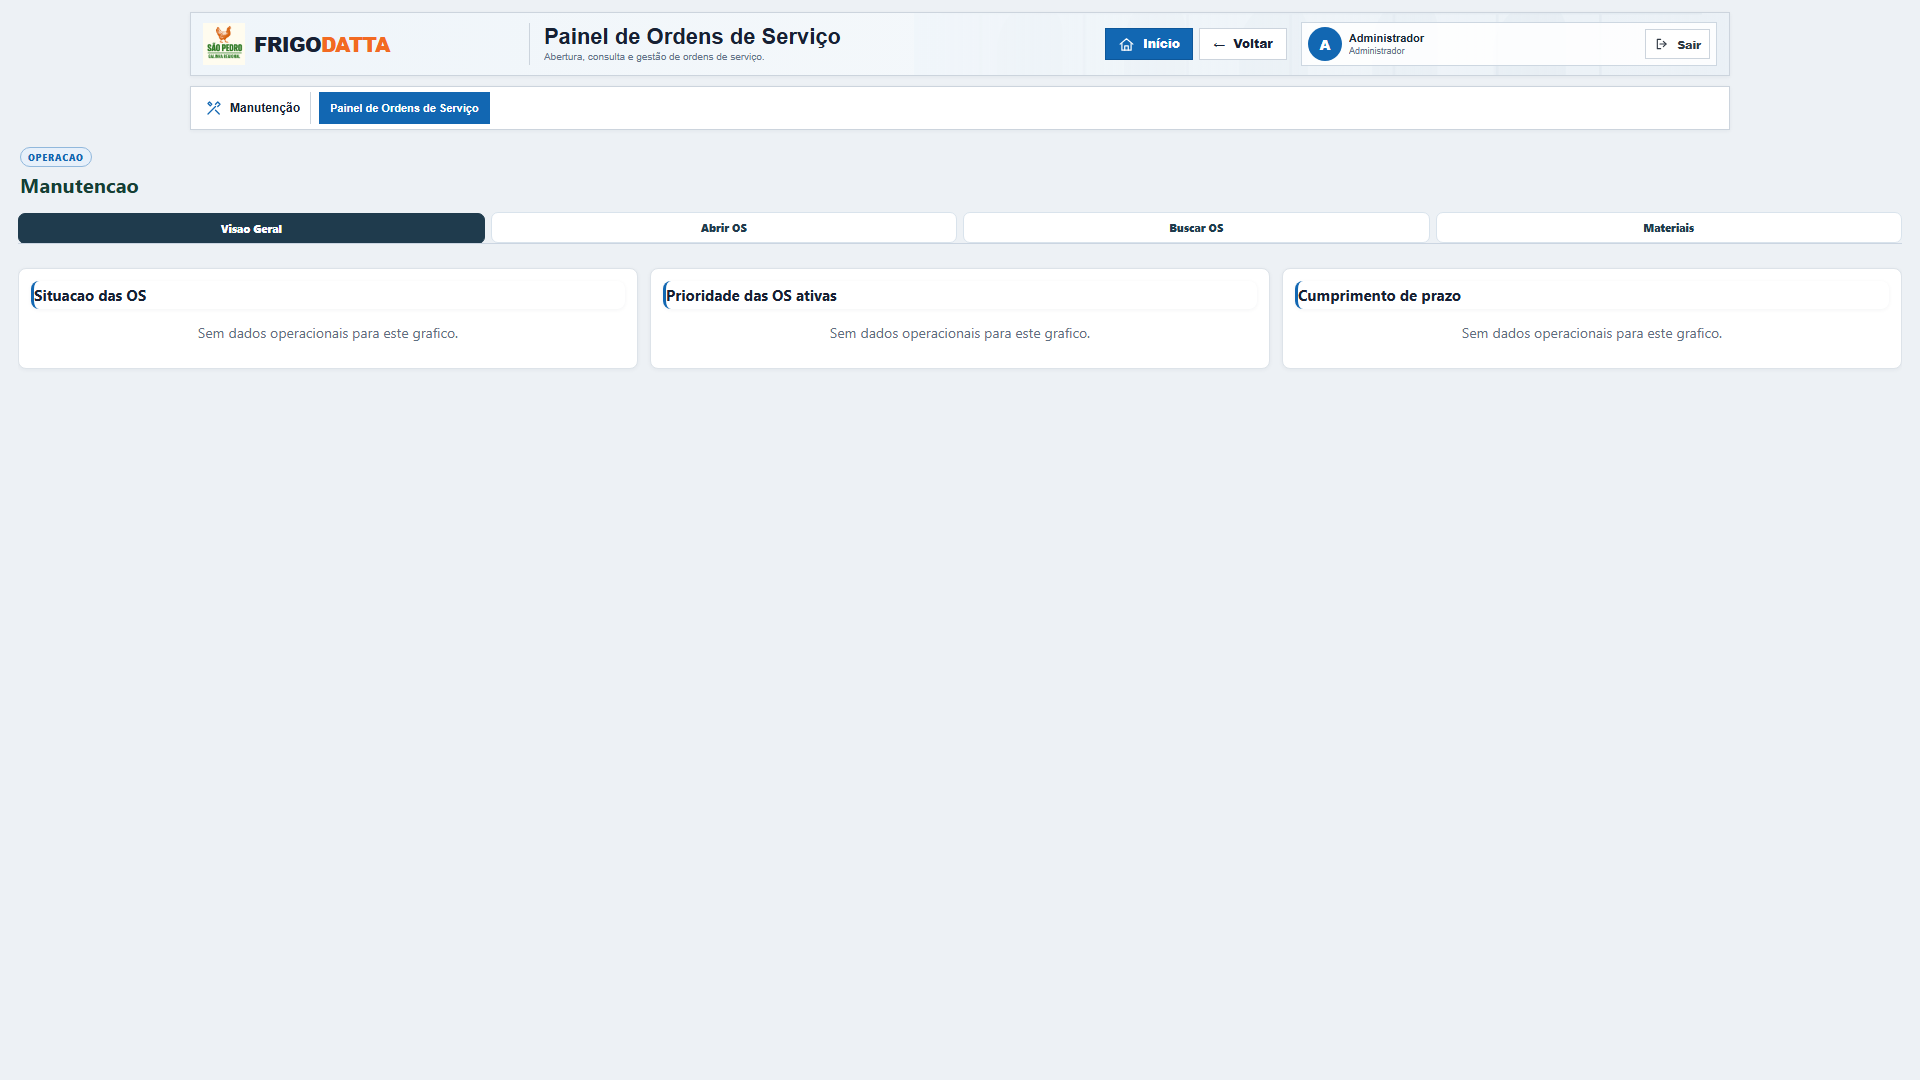 SÃO PEDRO
GALINHA REGIONAL
FRIGODATTA
Painel de Ordens de Serviço
Abertura, consulta e gestão de ordens de serviço.
Início
← Voltar
A
Administrador
Administrador
Sair
Manutenção
Painel de Ordens de Serviço
OPERACAO
Manutencao
Visao Geral
Abrir OS
Buscar OS
Materiais
Situacao das OS
Sem dados operacionais para este grafico.
Prioridade das OS ativas
Sem dados operacionais para este grafico.
Cumprimento de prazo
Sem dados operacionais para este grafico.